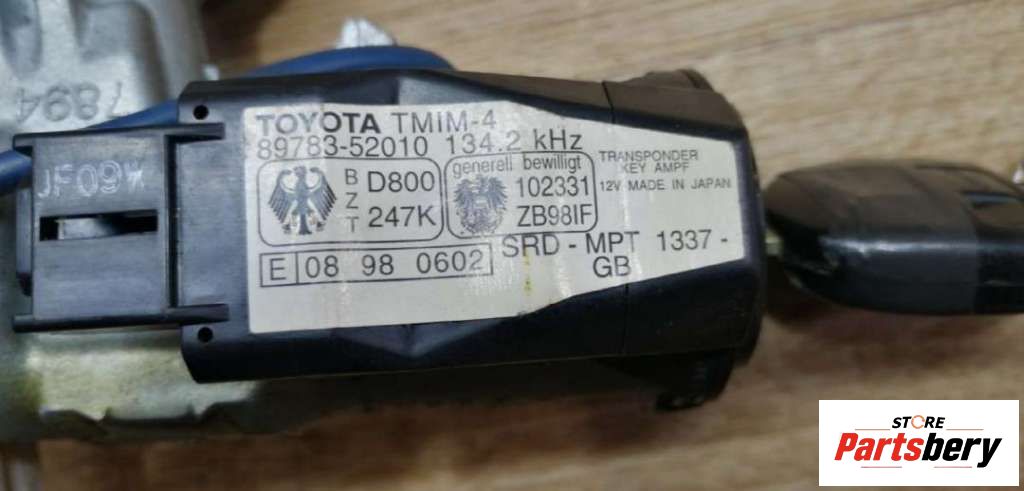 7894
JF09
TOYOTA TMIM-4
89783-52010 134.2 kHz
BZT D800 247K
generell bewilligt
102331
ZB98IF
TRANSPONDER
KEY AMPF
12V MADE IN JAPAN
E 08 98 0602
SRD - MPT 1337 -
GB
STORE
Partsbery